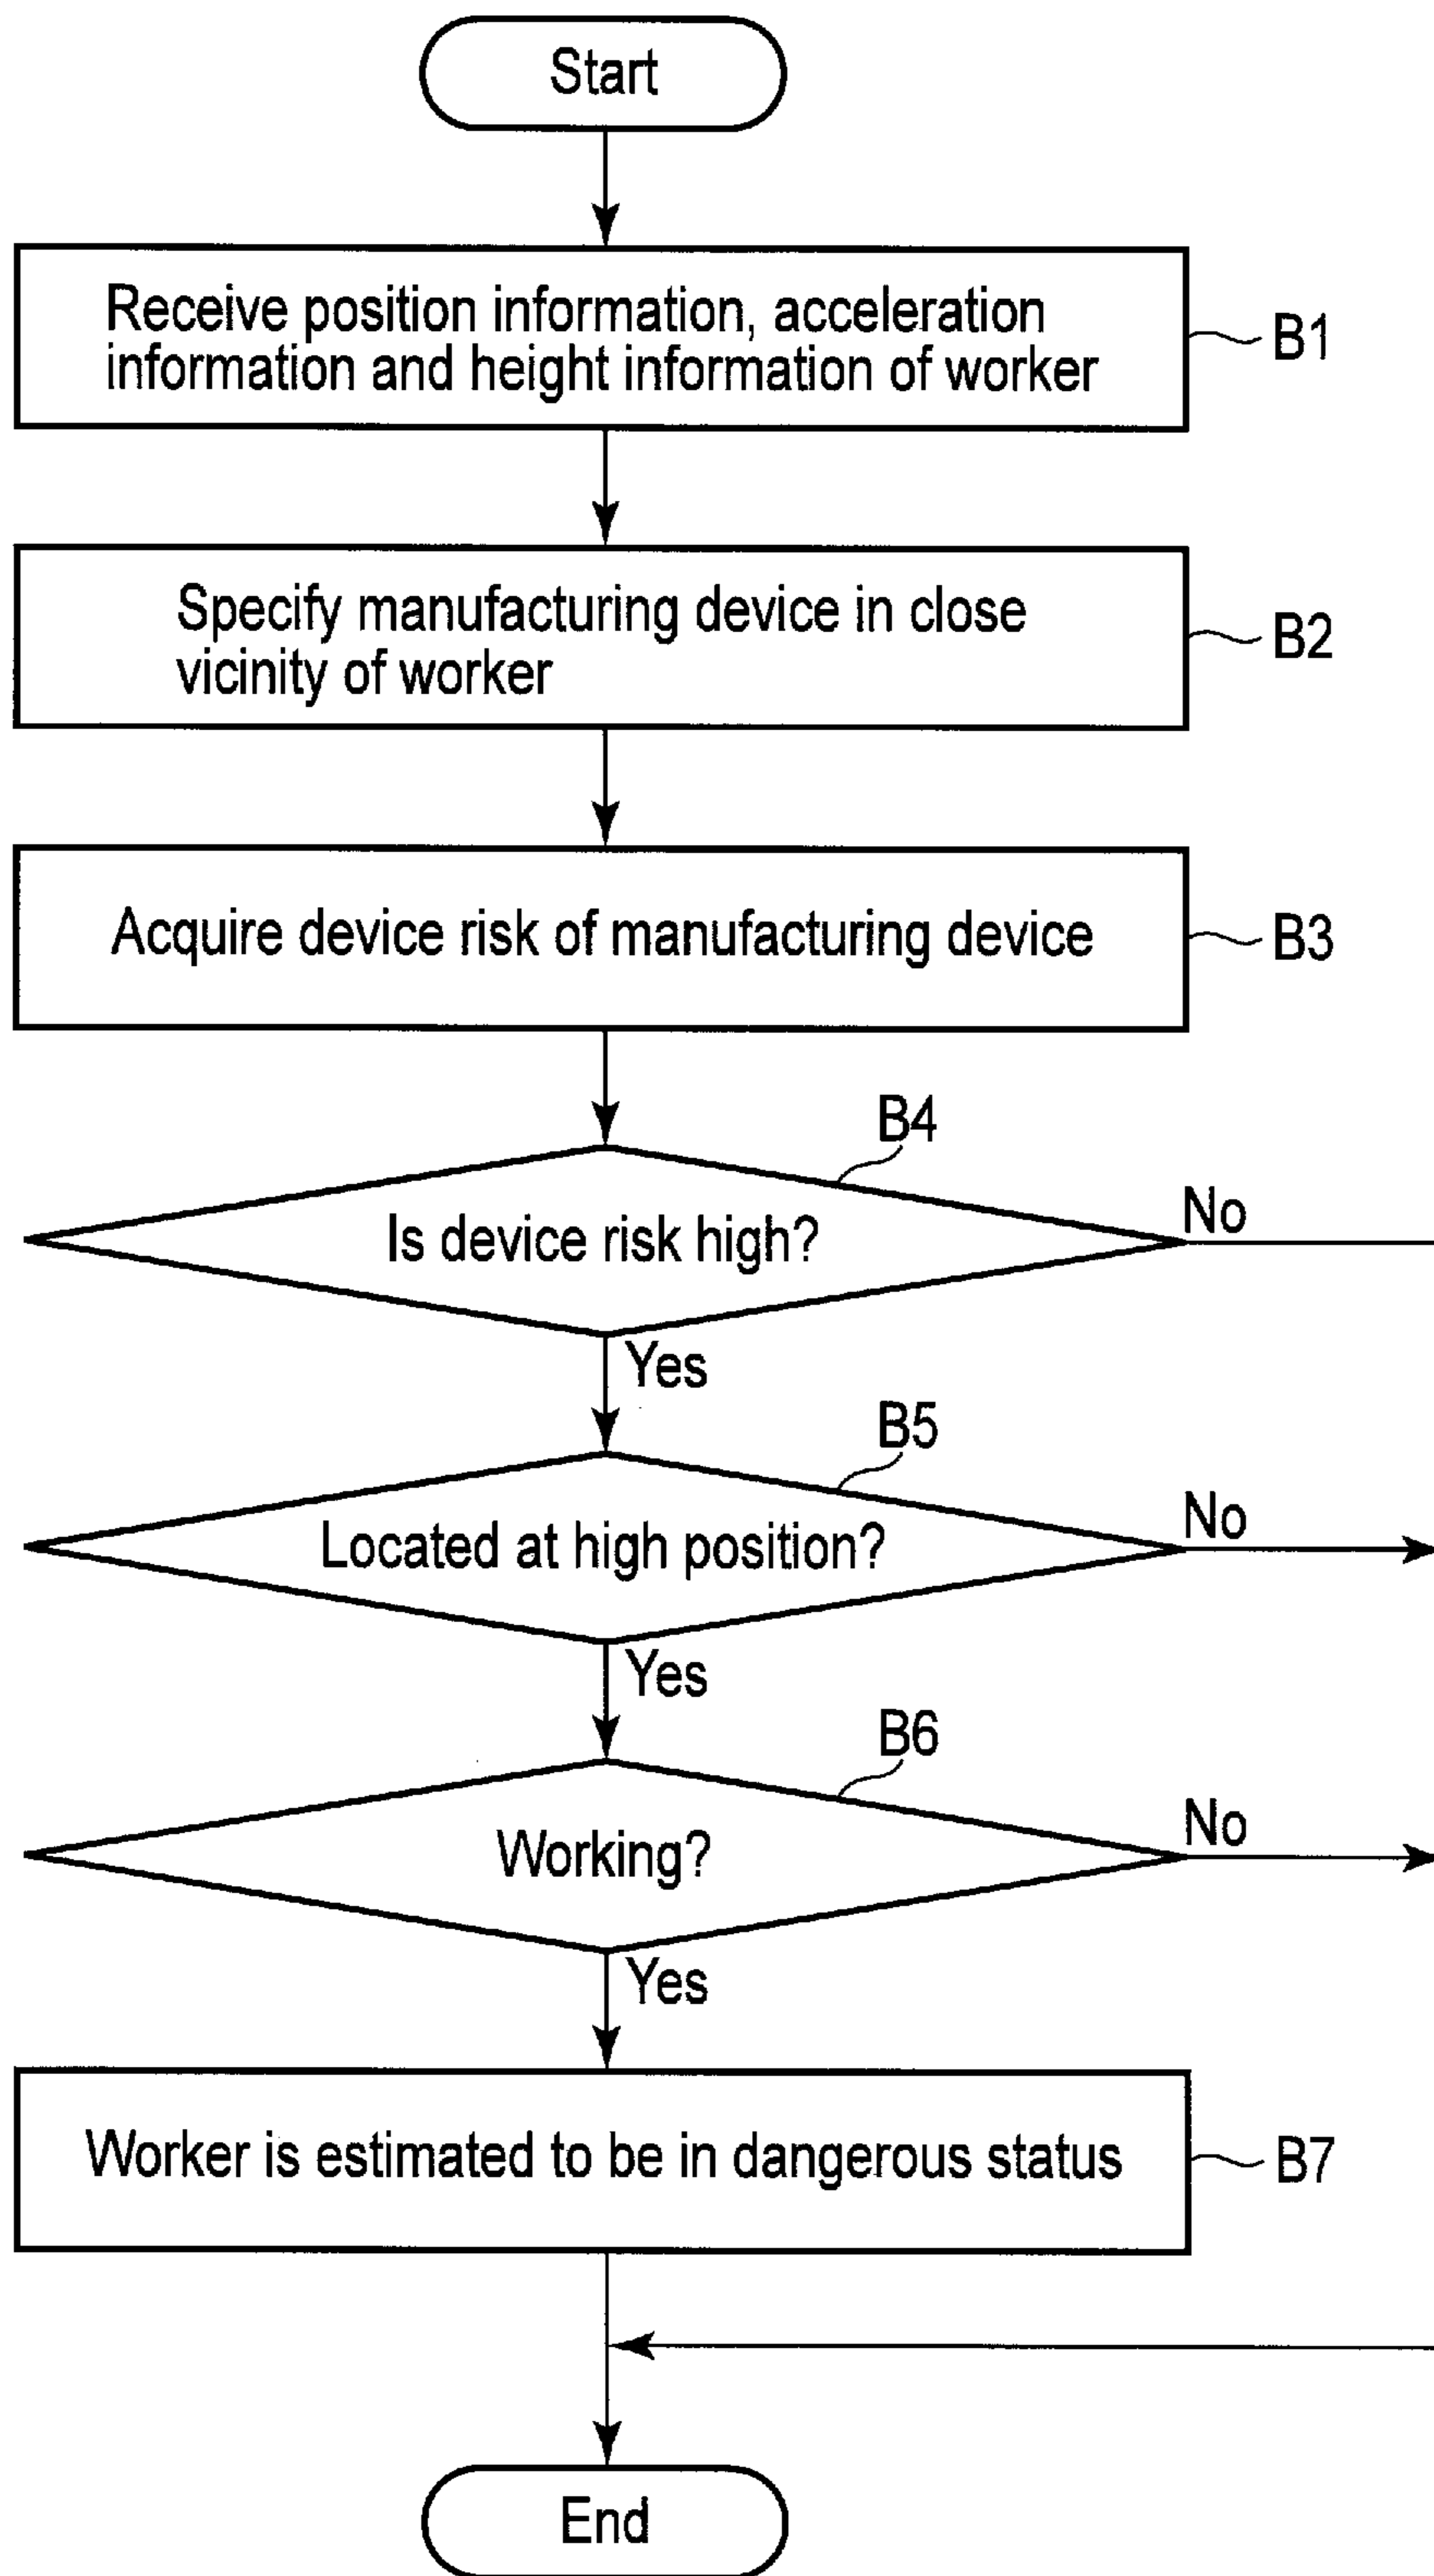 Start
Receive position information, acceleration
information and height information of worker
B1
Specify manufacturing device in close
vicinity of worker
B2
Acquire device risk of manufacturing device
B3
B4
Is device risk high?
No
Yes
B5
Located at high position?
No
Yes
B6
Working?
No
Yes
Worker is estimated to be in dangerous status
B7
End